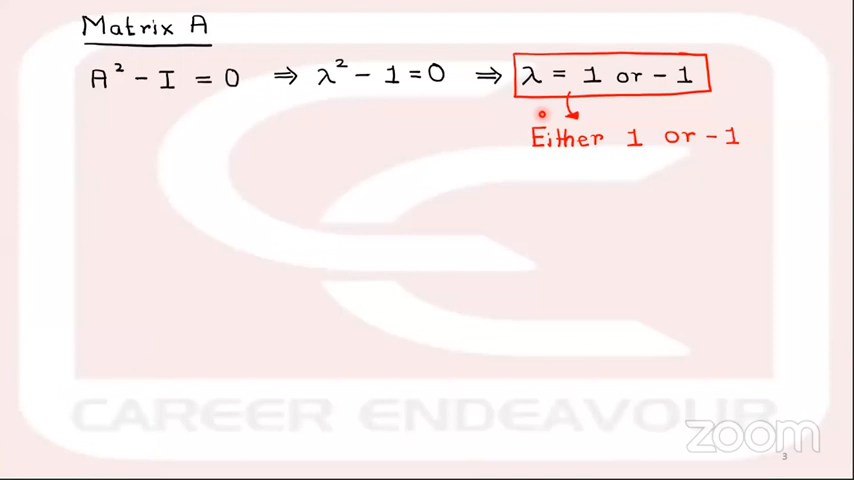 Matrix A
A² - I = 0 ⇒ λ² - 1 = 0 ⇒ λ = 1 or - 1
Either 1 or - 1
CAREER ENDEAVOUR
zoom
3